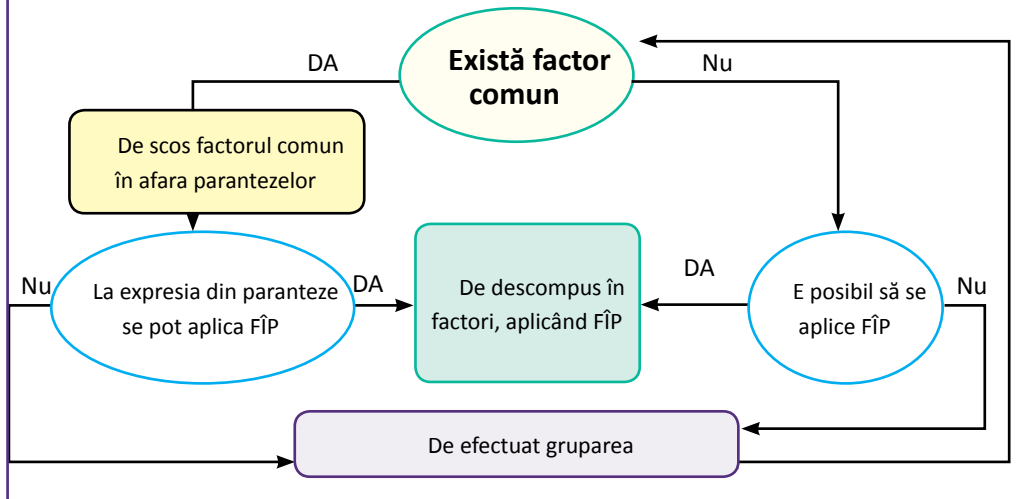 Există factor
comun
DA
Nu
De scos factorul comun
în afara parantezelor
Nu
La expresia din paranteze
se pot aplica FÎP
DA
De descompus în
factori, aplicând FÎP
DA
E posibil să se
aplice FÎP
Nu
De efectuat gruparea